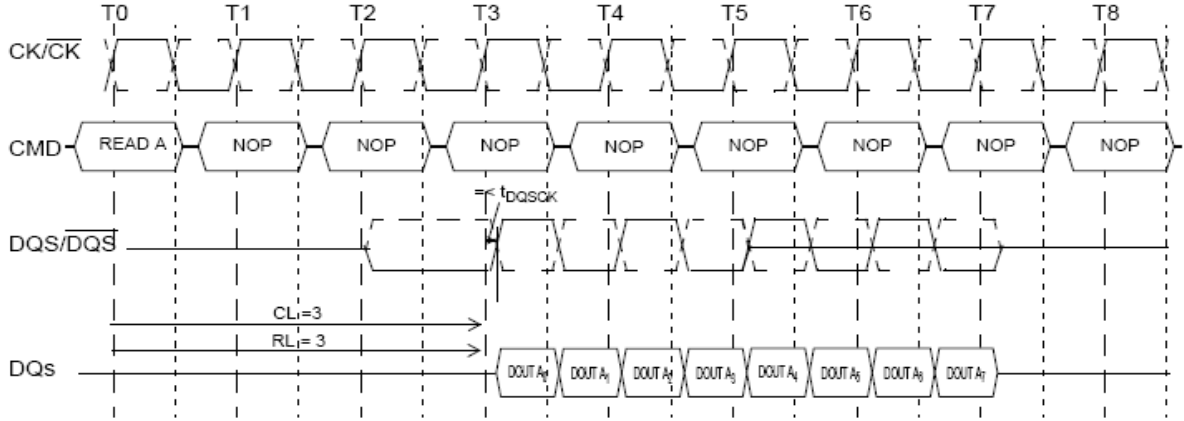 T0 T1 T2 T3 T4 T5 T6 T7 T8
CK/CK
CMD READ A NOP NOP NOP NOP NOP NOP NOP NOP
=< tDQSCK
DQS/DQS
CL =3
RL = 3
DQs DOUT A0 DOUT A1 DOUT A2 DOUT A3 DOUT A4 DOUT A5 DOUT A6 DOUT A7